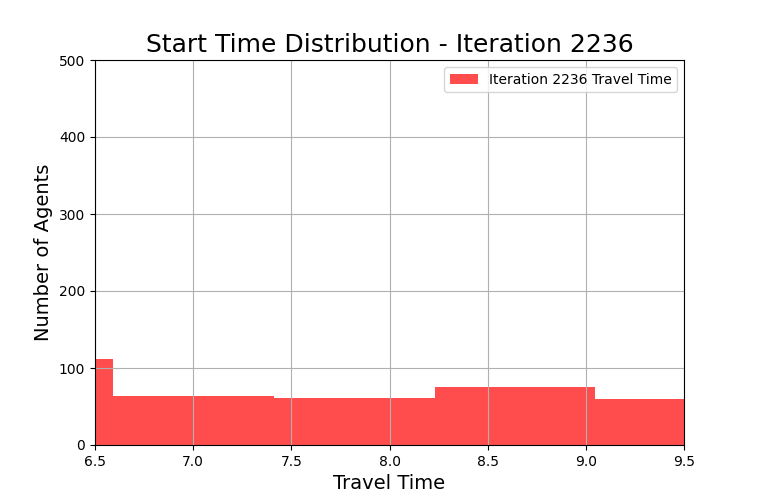 Start Time Distribution - Iteration 2236
500
Iteration 2236 Travel Time
400
300
200
100
0
Number of Agents
6.5 7.0 7.5 8.0 8.5 9.0 9.5
Travel Time